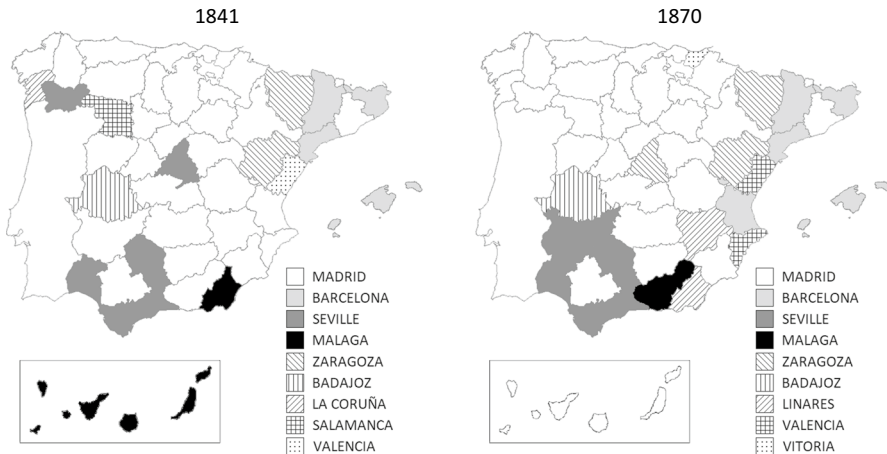 1841
MADRID
BARCELONA
SEVILLE
MALAGA
ZARAGOZA
BADAJOZ
LA CORUÑA
SALAMANCA
VALENCIA
1870
MADRID
BARCELONA
SEVILLE
MALAGA
ZARAGOZA
BADAJOZ
LINARES
VALENCIA
VITORIA